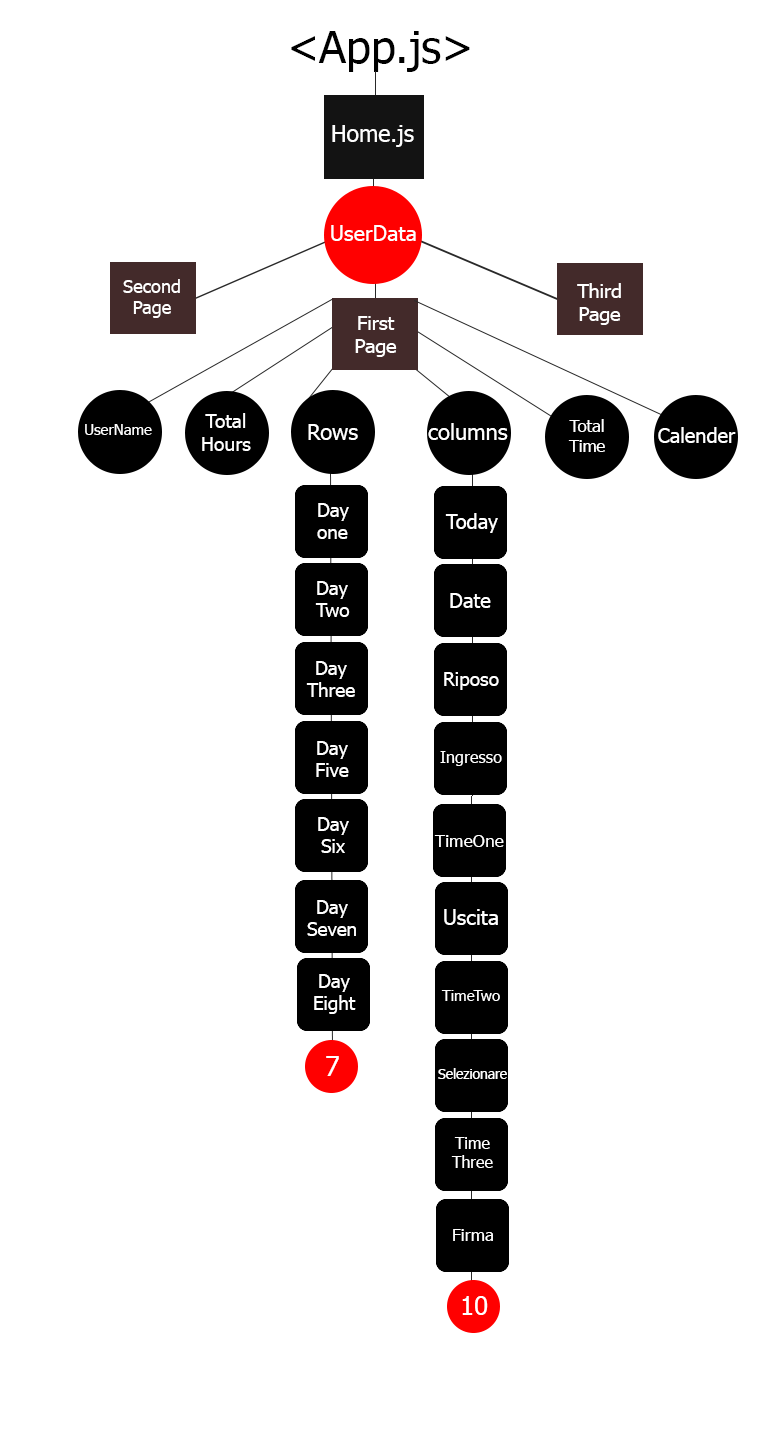 <App.js>
Home.js
UserData
Second
Page
Third
Page
First
Page
UserName
Total
Hours
Rows
columns
Total
Time
Calender
Day
one
Day
Two
Day
Three
Day
Five
Day
Six
Day
Seven
Day
Eight
7
Today
Date
Riposo
Ingresso
TimeOne
Uscita
TimeTwo
Selezionare
Time
Three
Firma
10